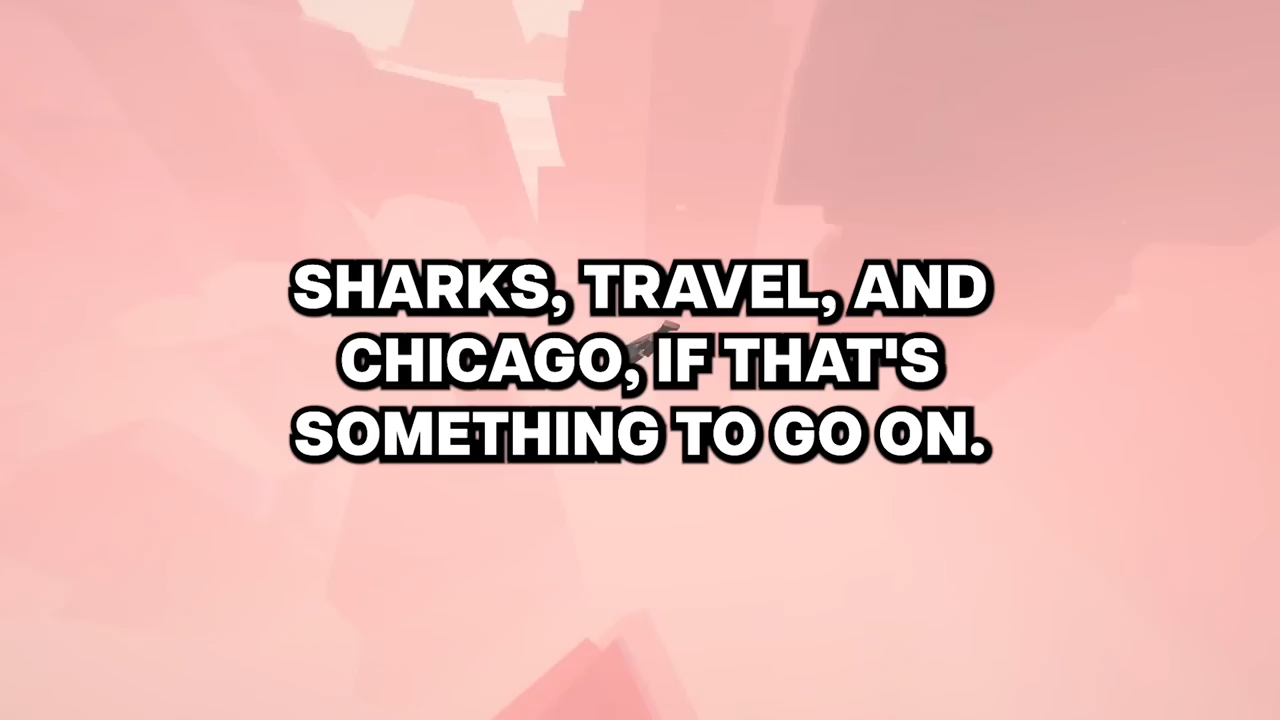 SHARKS, TRAVEL, AND
CHICAGO, IF THAT'S
SOMETHING TO GO ON.